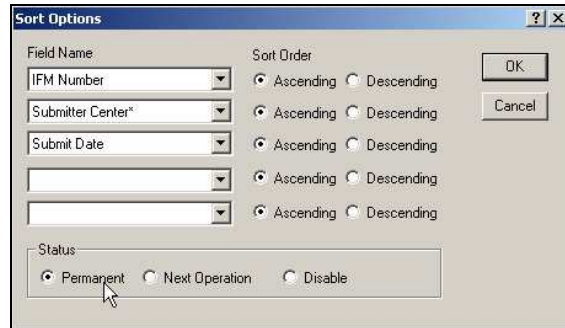 Sort Options
Field Name Sort Order
IFM Number Ascending Descending
Submitter Center* Ascending Descending
Submit Date Ascending Descending
Ascending Descending
Ascending Descending
OK
Cancel
Status
Permanent Next Operation Disable